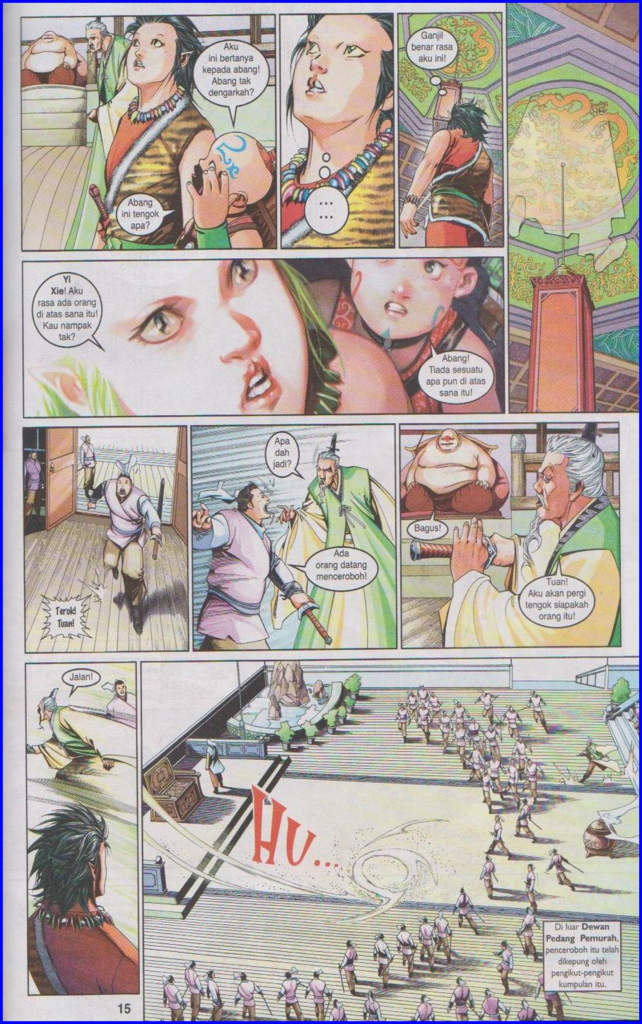 Aku
ini bertanya
kepada abang!
Abang tak
dengarkah?
Abang
ini tengok
apa?
...
...
Ganjil
benar rasa
aku ini!
Yi
Xie! Aku
rasa ada orang
di atas sana itu!
Kau nampak
tak?
Abang!
Tiada sesuatu
apa pun di atas
sana itu!
Teruk!
Tuan!
Apa
dah
jadi?
Ada
orang datang
menceroboh!
Bagus!
Tuan!
Aku akan pergi
tengok siapakah
orang itu!
Jalan!
HU...
Di luar Dewan
Pedang Pemurah,
penceroboh itu telah
dikepung oleh
pengikut-pengikut
kumpulan itu.
15